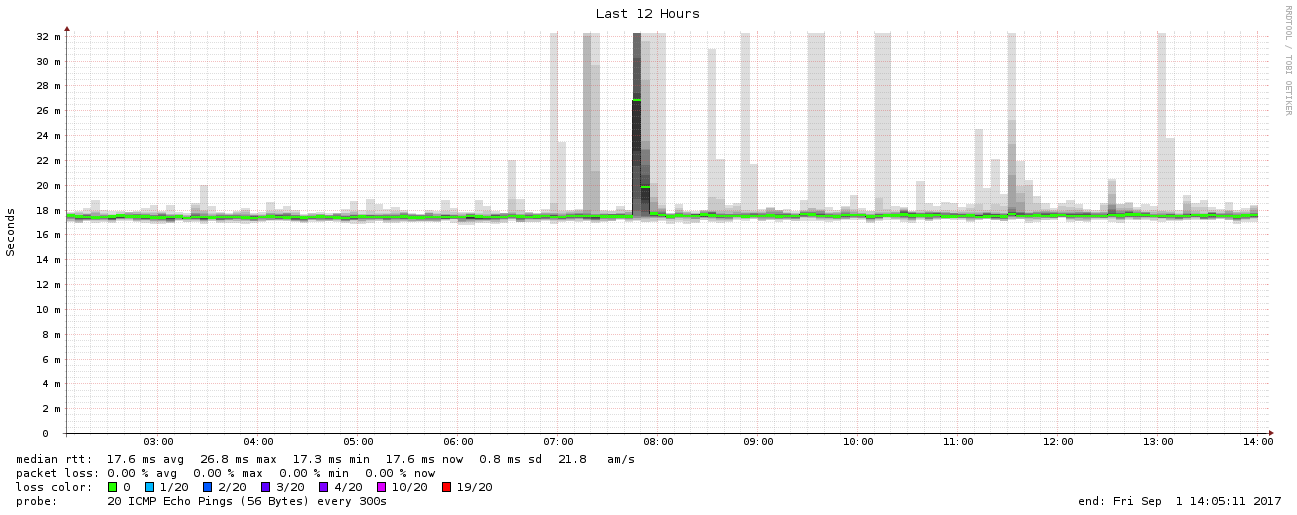 Last 12 Hours
RRDTOOL / TOBI OETIKER
Seconds
32 m
30 m
28 m
26 m
24 m
22 m
20 m
18 m
16 m
14 m
12 m
10 m
8 m
6 m
4 m
2 m
0
03:00 04:00 05:00 06:00 07:00 08:00 09:00 10:00 11:00 12:00 13:00 14:00
median rtt: 17.6 ms avg 26.8 ms max 17.3 ms min 17.6 ms now 0.8 ms sd 21.8 am/s
packet loss: 0.00 % avg 0.00 % max 0.00 % min 0.00 % now
loss color: 0 1/20 2/20 3/20 4/20 10/20 19/20
probe: 20 ICMP Echo Pings (56 Bytes) every 300s end: Fri Sep 1 14:05:11 2017